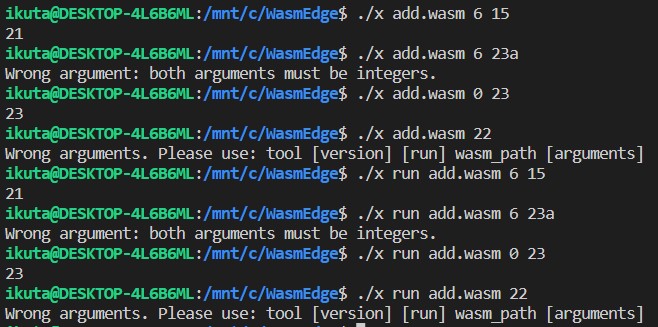 ikuta@DESKTOP-4L6B6ML:/mnt/c/WasmEdge$ ./x add.wasm 6 15
21
ikuta@DESKTOP-4L6B6ML:/mnt/c/WasmEdge$ ./x add.wasm 6 23a
Wrong argument: both arguments must be integers.
ikuta@DESKTOP-4L6B6ML:/mnt/c/WasmEdge$ ./x add.wasm 0 23
23
ikuta@DESKTOP-4L6B6ML:/mnt/c/WasmEdge$ ./x add.wasm 22
Wrong arguments. Please use: tool [version] [run] wasm_path [arguments]
ikuta@DESKTOP-4L6B6ML:/mnt/c/WasmEdge$ ./x run add.wasm 6 15
21
ikuta@DESKTOP-4L6B6ML:/mnt/c/WasmEdge$ ./x run add.wasm 6 23a
Wrong argument: both arguments must be integers.
ikuta@DESKTOP-4L6B6ML:/mnt/c/WasmEdge$ ./x run add.wasm 0 23
23
ikuta@DESKTOP-4L6B6ML:/mnt/c/WasmEdge$ ./x run add.wasm 22
Wrong arguments. Please use: tool [version] [run] wasm_path [arguments]